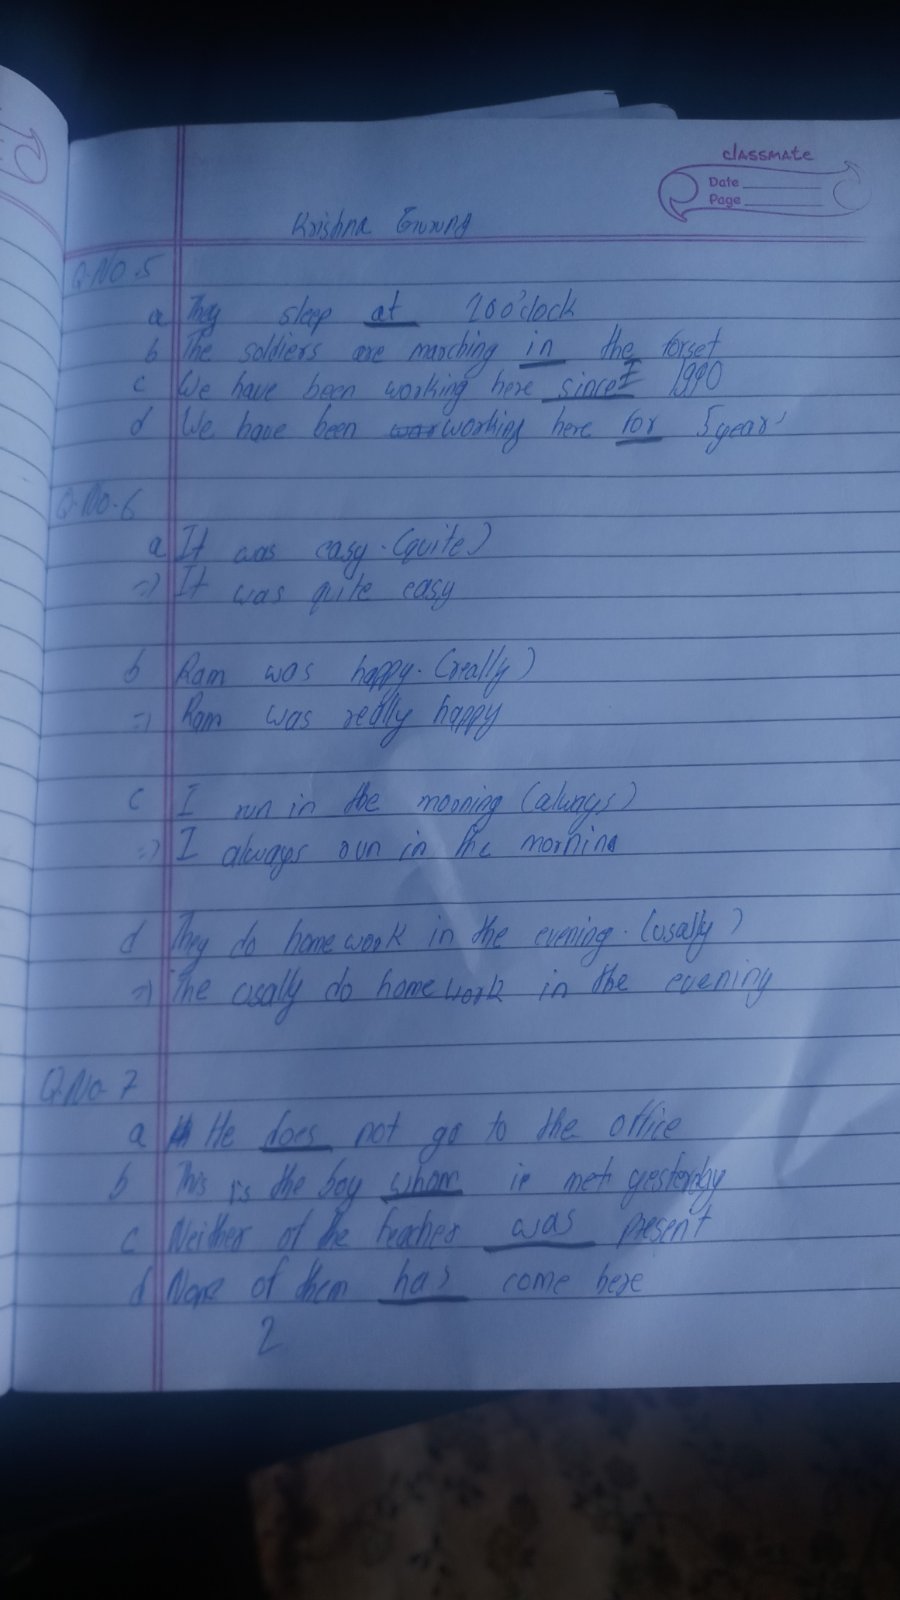 classmate
Date
Page
Krishna Gurung
Q.No.5
a They sleep at 10 o'clock
b The soldiers are marching in the forset
c We have been working here since 1990
d We have been working here for 5 year
Q.No.6
a It was easy. (quite)
=> It was quite easy
b Ram was happy. (really)
=> Ram was really happy
c I run in the morning (always)
=> I always run in the morning
d They do home work in the evening. (usally)
=> The usally do home work in the evening
Q.No.7
a He does not go to the office
b This is the boy whom met yesterday
c Neither of the teacher was present
d None of them has come here
2